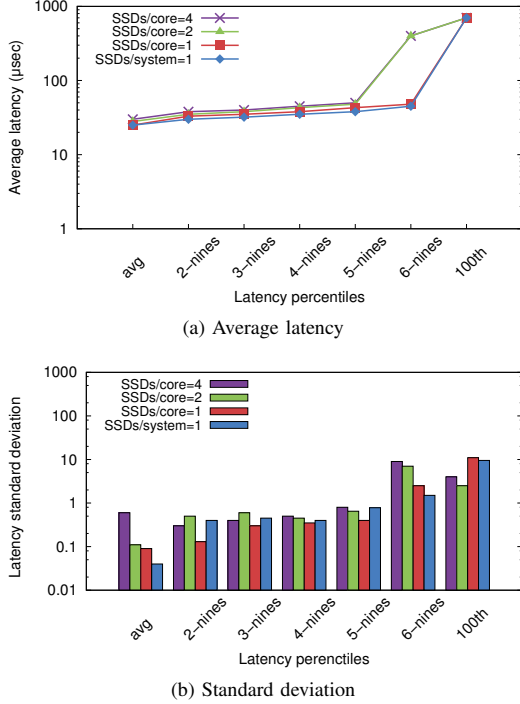 1000
100
10
1
Average latency (µsec)
SSDs/core=4
SSDs/core=2
SSDs/core=1
SSDs/system=1
avg
2−nines
3−nines
4−nines
5−nines
6−nines
100th
Latency percentiles
(a) Average latency
1000
100
10
1
0.1
0.01
Latency standard deviation
SSDs/core=4
SSDs/core=2
SSDs/core=1
SSDs/system=1
avg
2−nines
3−nines
4−nines
5−nines
6−nines
100th
Latency perenctiles
(b) Standard deviation